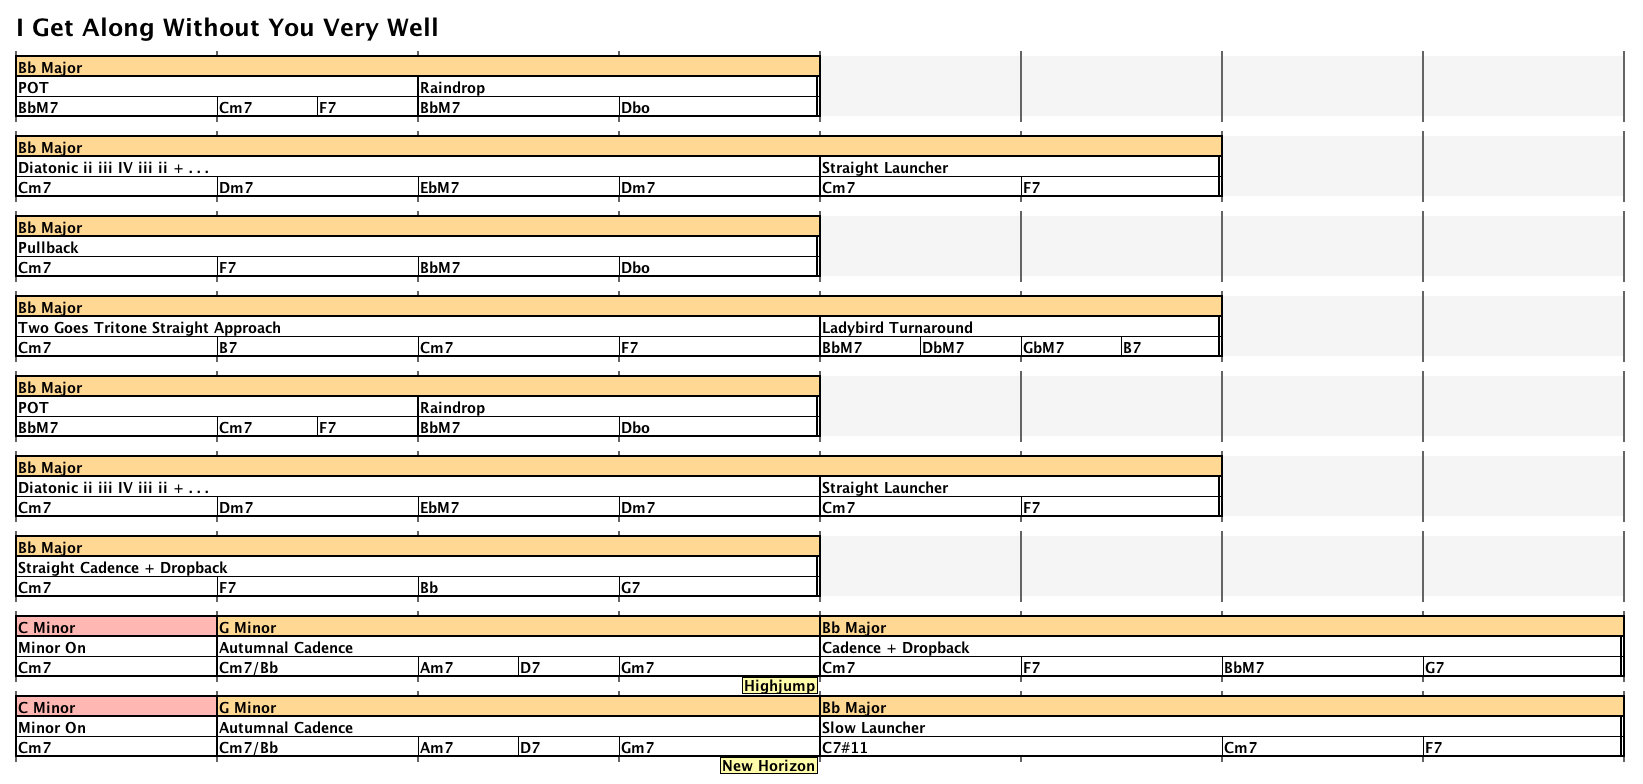 I Get Along Without You Very Well
Bb Major
POT Raindrop
BbM7 Cm7 F7 BbM7 Dbo
Bb Major
Diatonic ii iii IV iii ii + . . . Straight Launcher
Cm7 Dm7 EbM7 Dm7 Cm7 F7
Bb Major
Pullback
Cm7 F7 BbM7 Dbo
Bb Major
Two Goes Tritone Straight Approach Ladybird Turnaround
Cm7 B7 Cm7 F7 BbM7 DbM7 GbM7 B7
Bb Major
POT Raindrop
BbM7 Cm7 F7 BbM7 Dbo
Bb Major
Diatonic ii iii IV iii ii + . . . Straight Launcher
Cm7 Dm7 EbM7 Dm7 Cm7 F7
Bb Major
Straight Cadence + Dropback
Cm7 F7 Bb G7
C Minor G Minor Bb Major
Minor On Autumnal Cadence Cadence + Dropback
Cm7 Cm7/Bb Am7 D7 Gm7 Cm7 F7 BbM7 G7
Highjump
C Minor G Minor Bb Major
Minor On Autumnal Cadence Slow Launcher
Cm7 Cm7/Bb Am7 D7 Gm7 C7#11 Cm7 F7
New Horizon